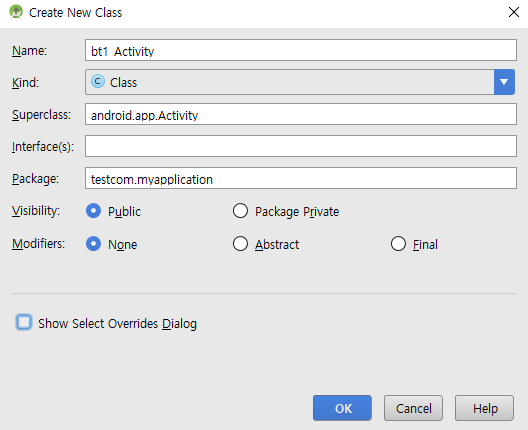 Create New Class
Name: bt1_Activity
Kind: C Class
Superclass: android.app.Activity
Interface(s):
Package: testcom.myapplication
Visibility: Public Package Private
Modifiers: None Abstract Final
Show Select Overrides Dialog
OK Cancel Help